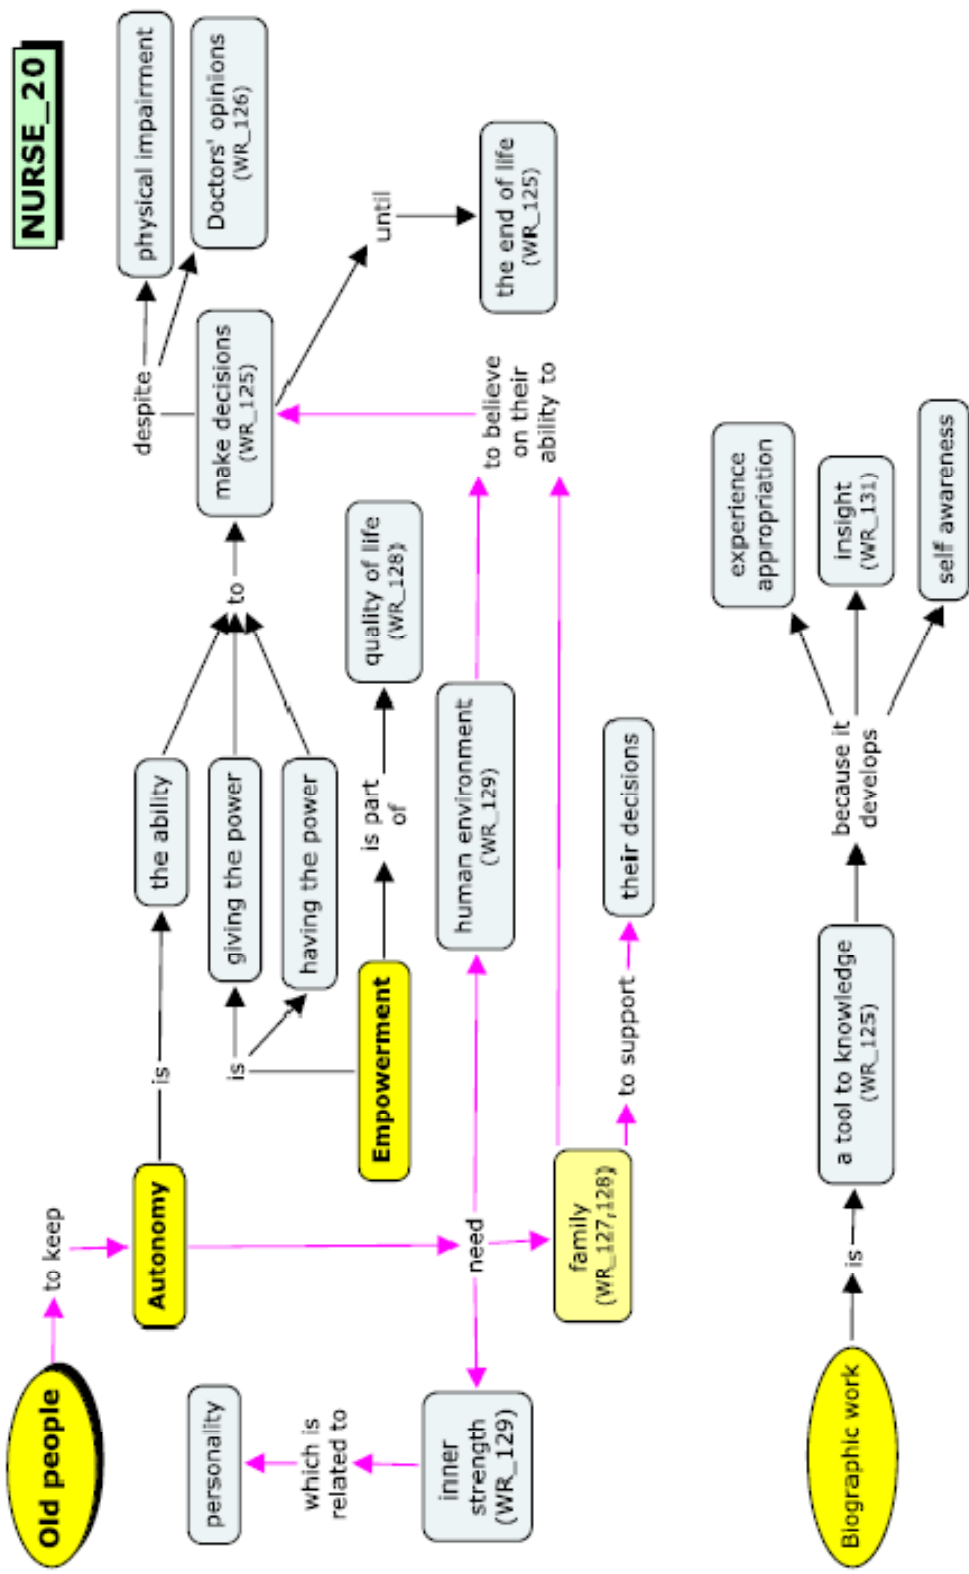 NURSE_20
Old people
to keep
Autonomy
is
the ability
is
giving the power
having the power
to
make decisions
(WR_125)
despite
physical impairment
Doctors' opinions
(WR_126)
until
the end of life
(WR_125)
Empowerment
is part
of
quality of life
(WR_128)
personality
which is
related to
inner
strength
(WR_129)
need
human environment
(WR_129)
to believe
on their
ability to
family
(WR_127,128)
to support
their decisions
Biographic work
is
a tool to knowledge
(WR_125)
because it
develops
experience
appropriation
insight
(WR_131)
self awareness